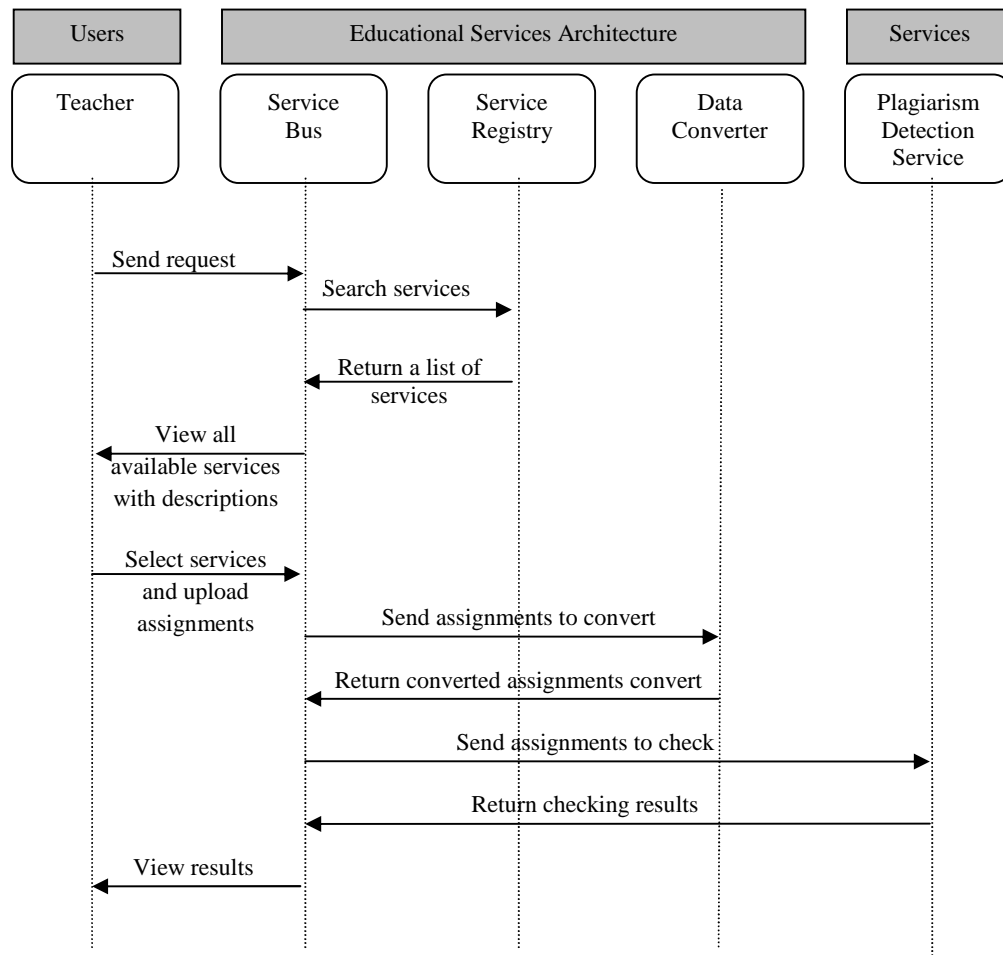 Users
Educational Services Architecture
Services
Teacher
Service
Bus
Service
Registry
Data
Converter
Plagiarism
Detection
Service
Send request
Search services
Return a list of
services
View all
available services
with descriptions
Select services
and upload
assignments
Send assignments to convert
Return converted assignments convert
Send assignments to check
Return checking results
View results